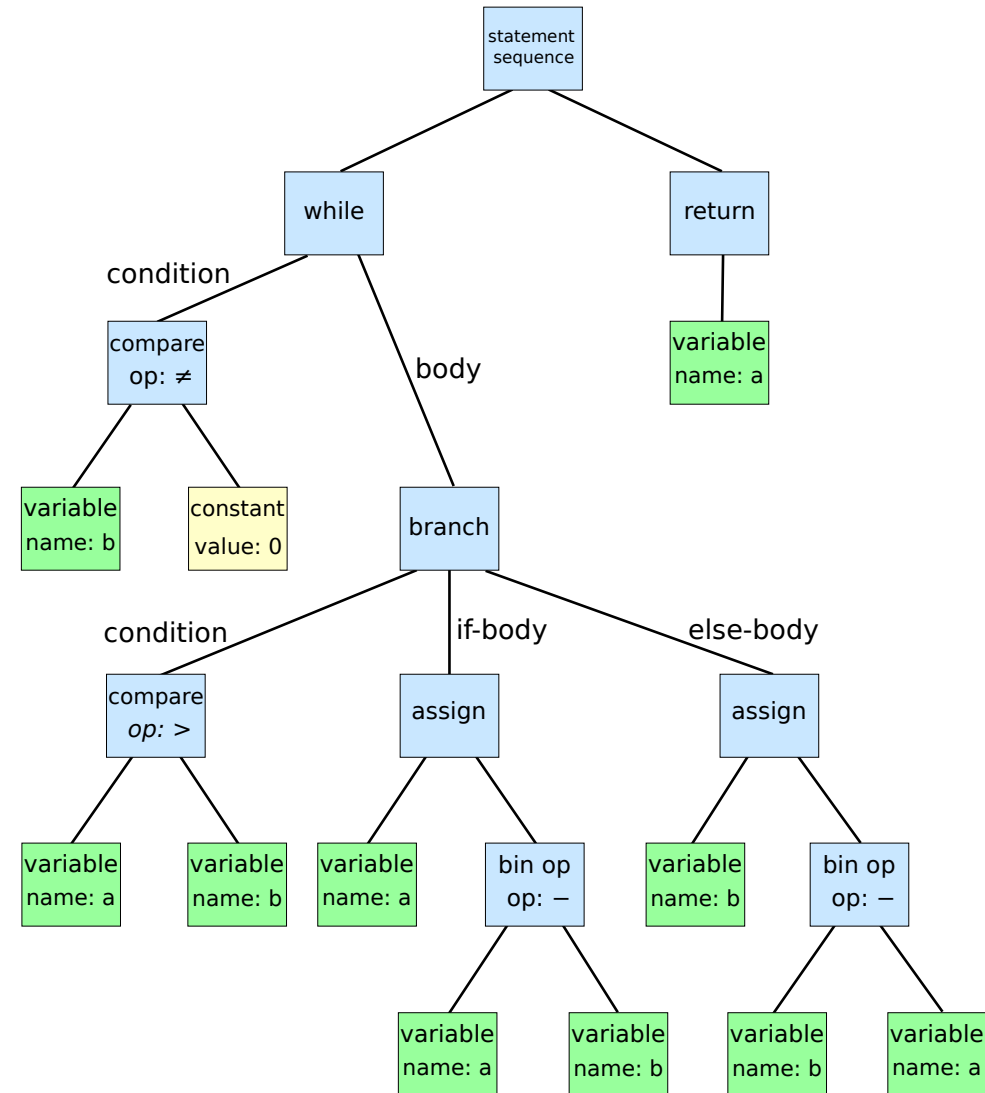 statement
sequence
while
return
condition
compare
op: ≠
body
variable
name: a
variable
name: b
constant
value: 0
branch
condition
if-body
else-body
compare
op: >
assign
assign
variable
name: a
variable
name: b
variable
name: a
bin op
op: −
variable
name: b
bin op
op: −
variable
name: a
variable
name: b
variable
name: b
variable
name: a